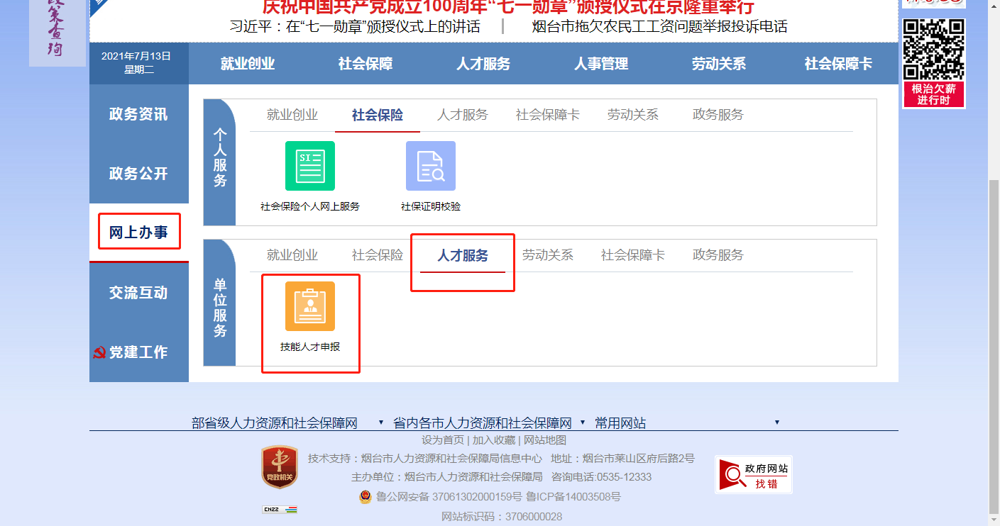 策查询
庆祝中国共产党成立100周年“七一勋章”颁授仪式在京隆重举行
习近平：在“七一勋章”颁授仪式上的讲话
烟台市拖欠农民工工资问题举报投诉电话
2021年7月13日
星期二
就业创业
社会保障
人才服务
人事管理
劳动关系
社会保障卡
根治欠薪
进行时
政务资讯
政务公开
网上办事
交流互动
党建工作
个人服务
就业创业
社会保险
人才服务
社会保障卡
劳动关系
政务服务
SI
社会保险个人网上服务
社保证明校验
单位服务
就业创业
社会保险
人才服务
劳动关系
社会保障卡
政务服务
技能人才申报
部省级人力资源和社会保障网
省内各市人力资源和社会保障网
常用网站
设为首页 | 加入收藏 | 网站地图
党政机关
技术支持：烟台市人力资源和社会保障局信息中心 地址：烟台市莱山区府后路2号
主办单位：烟台市人力资源和社会保障局 咨询电话:0535-12333
鲁公网安备 37061302000159号 鲁ICP备14003508号
网站标识码：3706000028
CNZZ
政府网站
找错